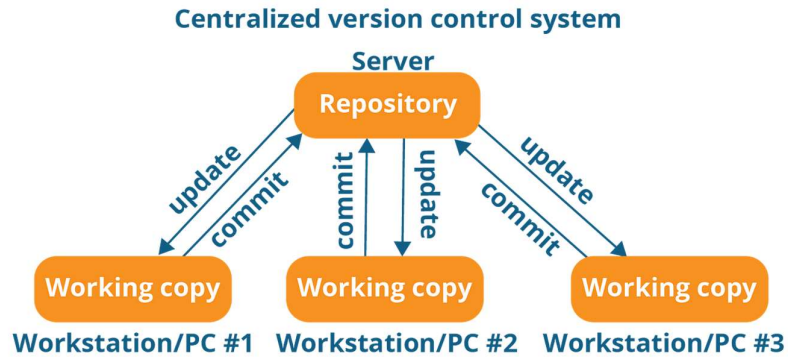 Centralized version control system
Server
Repository
update
commit
commit
update
update
commit
Working copy
Working copy
Working copy
Workstation/PC #1
Workstation/PC #2
Workstation/PC #3